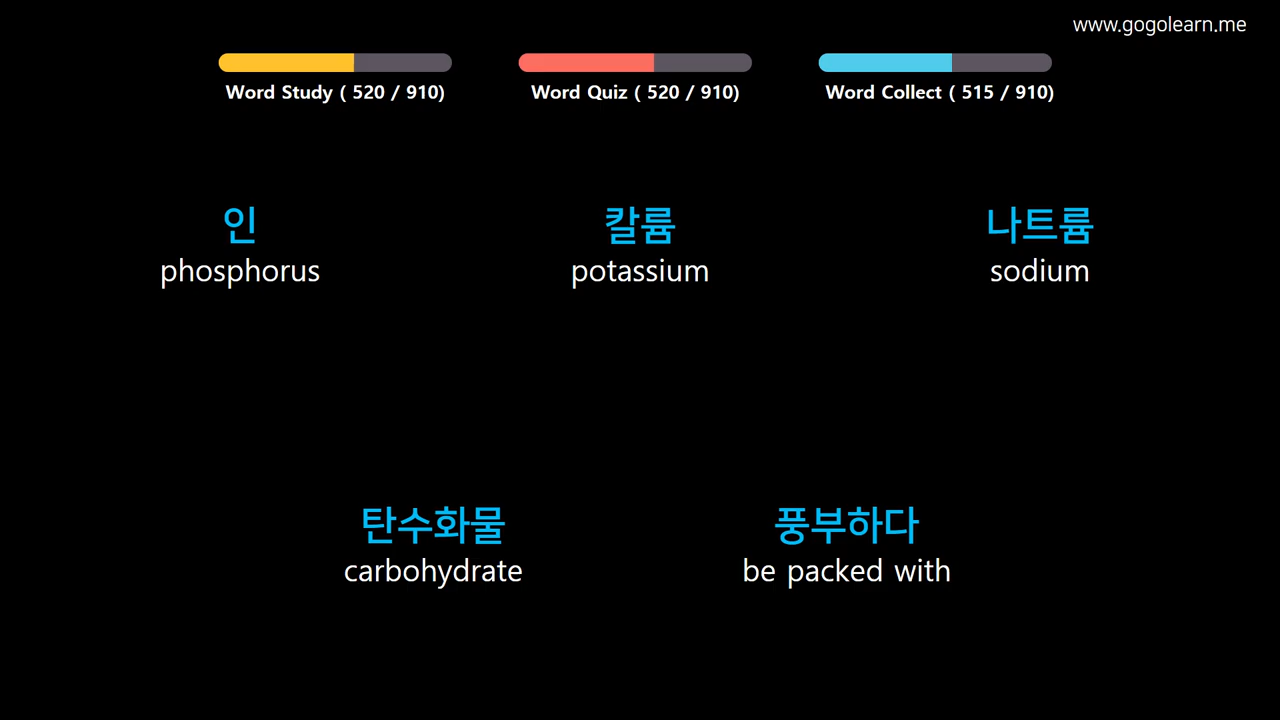 www.gogolearn.me
Word Study ( 520 / 910)
Word Quiz ( 520 / 910)
Word Collect ( 515 / 910)
인
phosphorus
칼륨
potassium
나트륨
sodium
탄수화물
carbohydrate
풍부하다
be packed with